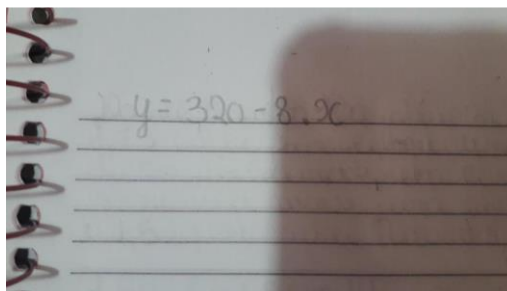 y = 320 - 8.x